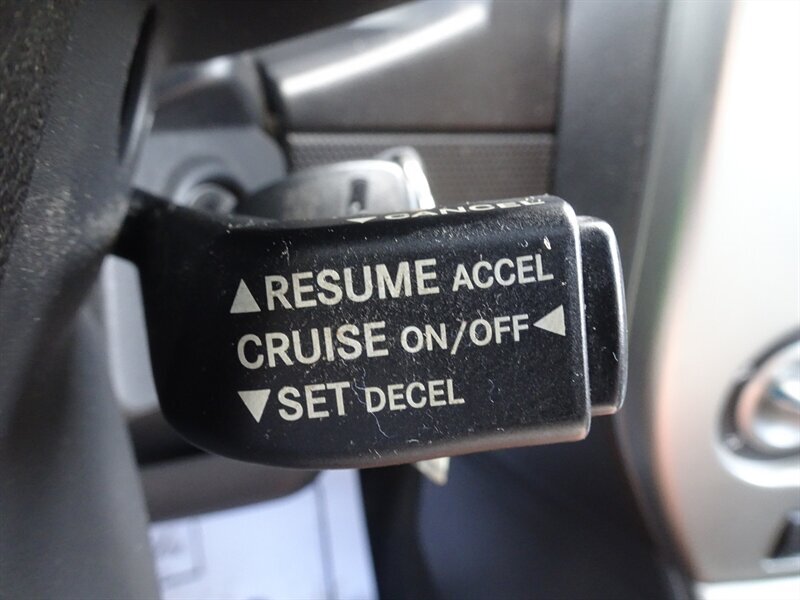 ▼CANCEL
▲RESUME ACCEL
CRUISE ON/OFF◀
▼SET DECEL